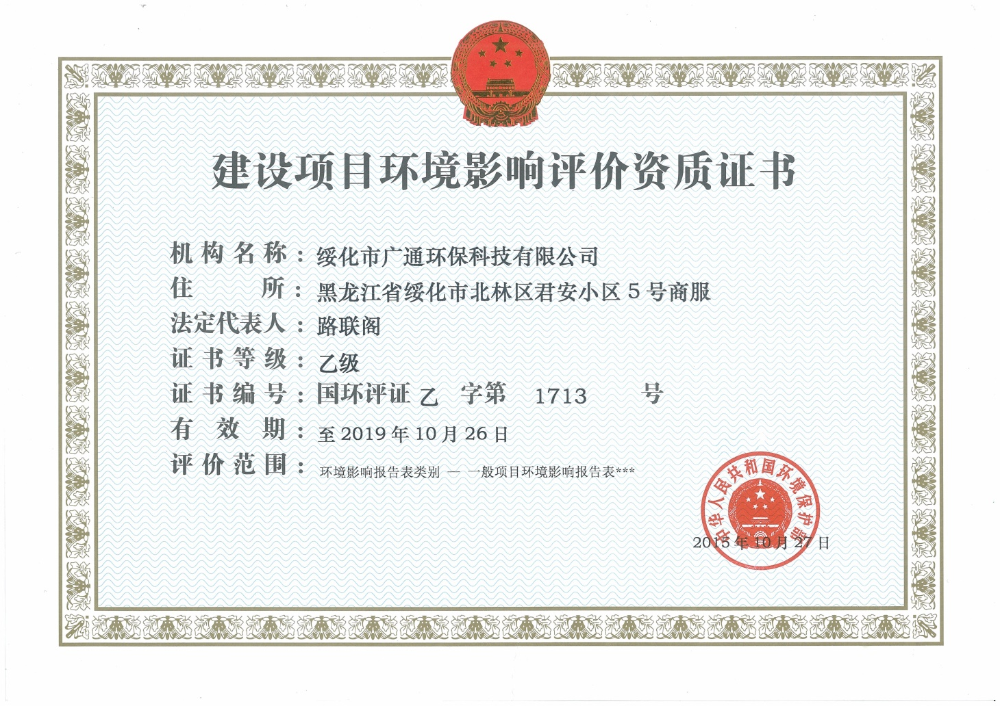 建设项目环境影响评价资质证书
机构名称：绥化市广通环保科技有限公司
住所：黑龙江省绥化市北林区君安小区5号商服
法定代表人：路联阁
证书等级：乙级
证书编号：国环评证 乙 字第 1713 号
有效期：至2019年10月26日
评价范围：环境影响报告表类别 — 一般项目环境影响报告表***
中华人民共和国环境保护部
2015年10月27日